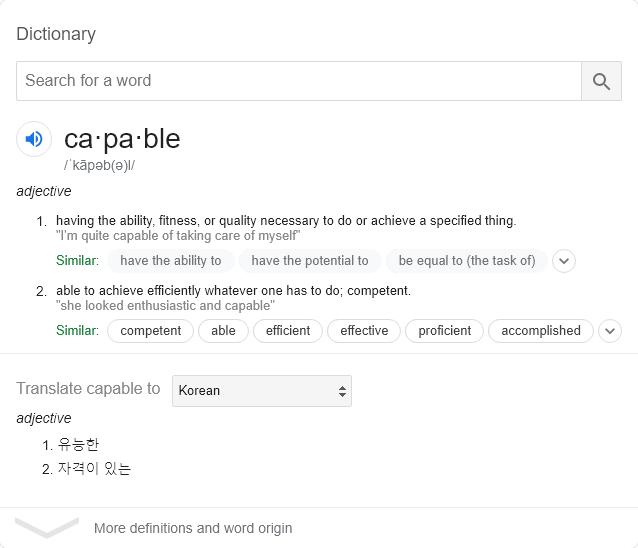 Dictionary
Search for a word
ca·pa·ble
/ˈkāpəb(ə)l/
adjective
1. having the ability, fitness, or quality necessary to do or achieve a specified thing.
"I'm quite capable of taking care of myself"
Similar: have the ability to have the potential to be equal to (the task of)
2. able to achieve efficiently whatever one has to do; competent.
"she looked enthusiastic and capable"
Similar: competent able efficient effective proficient accomplished
Translate capable to Korean
adjective
1. 유능한
2. 자격이 있는
More definitions and word origin